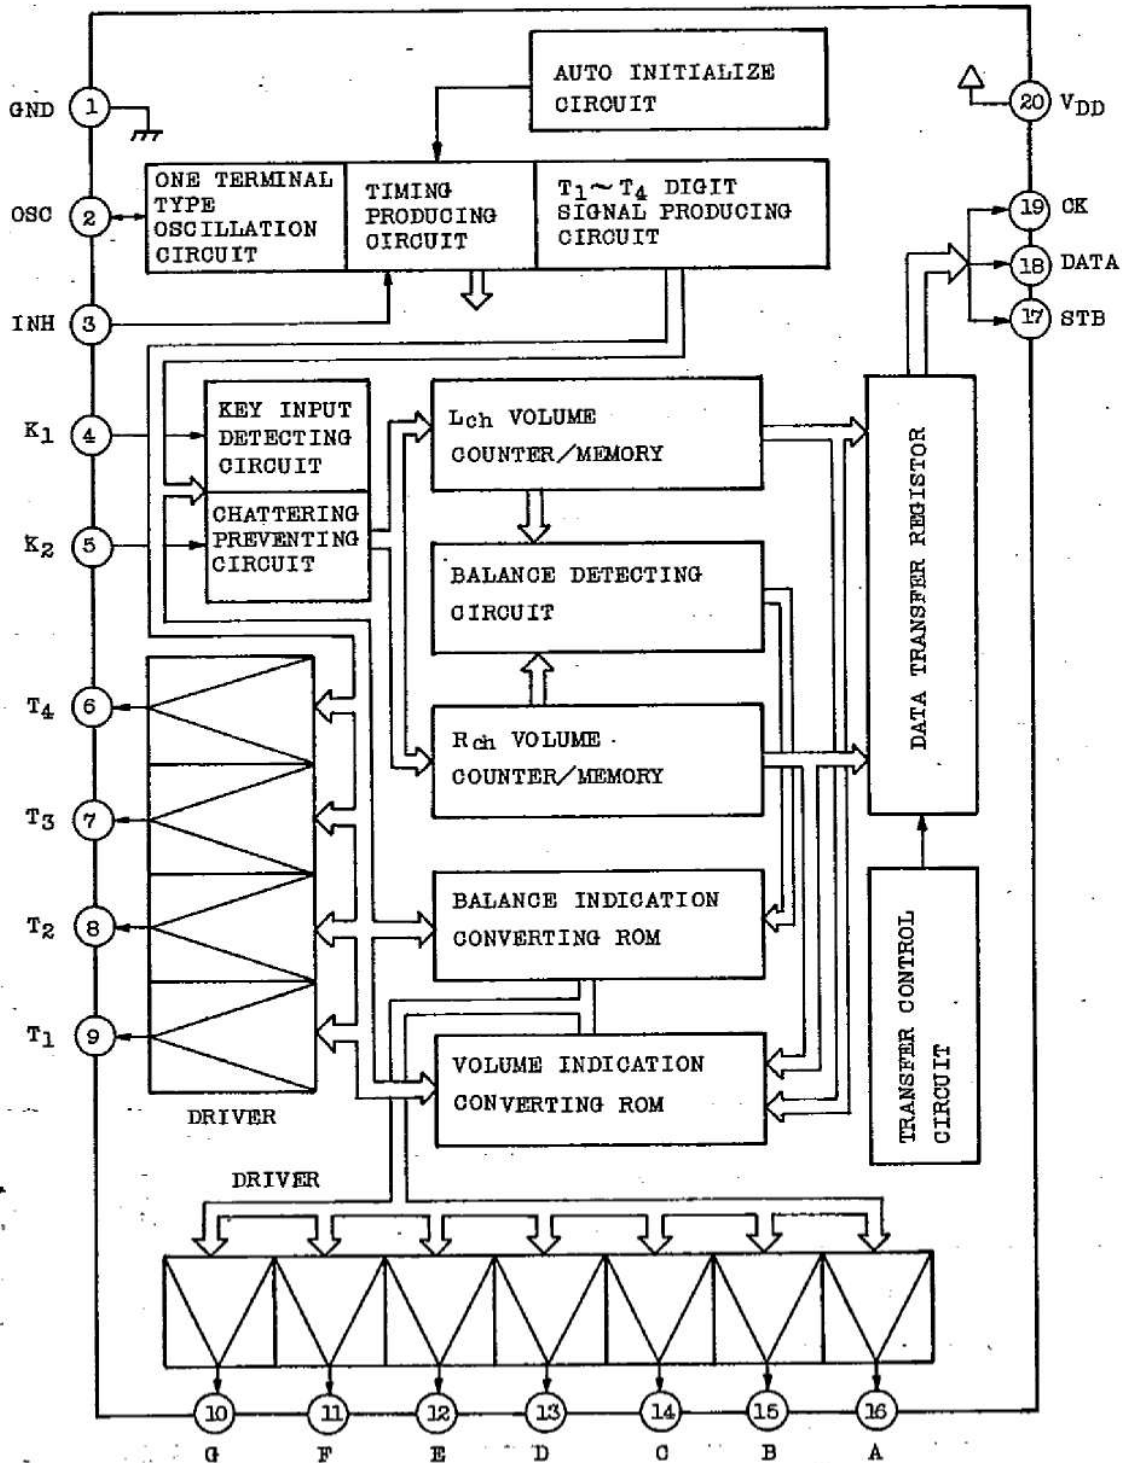 AUTO INITIALIZE
CIRCUIT
GND
1
20
VDD
ONE TERMINAL
TYPE
OSCILLATION
CIRCUIT
TIMING
PRODUCING
CIRCUIT
T1~T4 DIGIT
SIGNAL PRODUCING
CIRCUIT
OSC
2
19
CK
18
DATA
INH
3
17
STB
K1
4
KEY INPUT
DETECTING
CIRCUIT
Lch VOLUME
COUNTER/MEMORY
DATA TRANSFER REGISTOR
K2
5
CHATTERING
PREVENTING
CIRCUIT
BALANCE DETECTING
CIRCUIT
T4
6
Rch VOLUME
COUNTER/MEMORY
T3
7
T2
8
BALANCE INDICATION
CONVERTING ROM
TRANSFER CONTROL
CIRCUIT
T1
9
VOLUME INDICATION
CONVERTING ROM
DRIVER
DRIVER
10
11
12
13
14
15
16
G
F
E
D
C
B
A